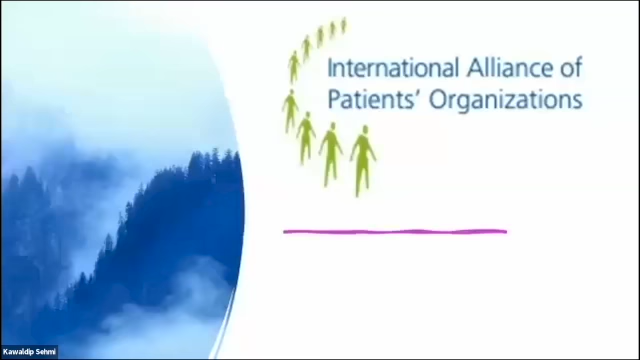 International Alliance of
Patients' Organizations
Kawaldip Sehmi